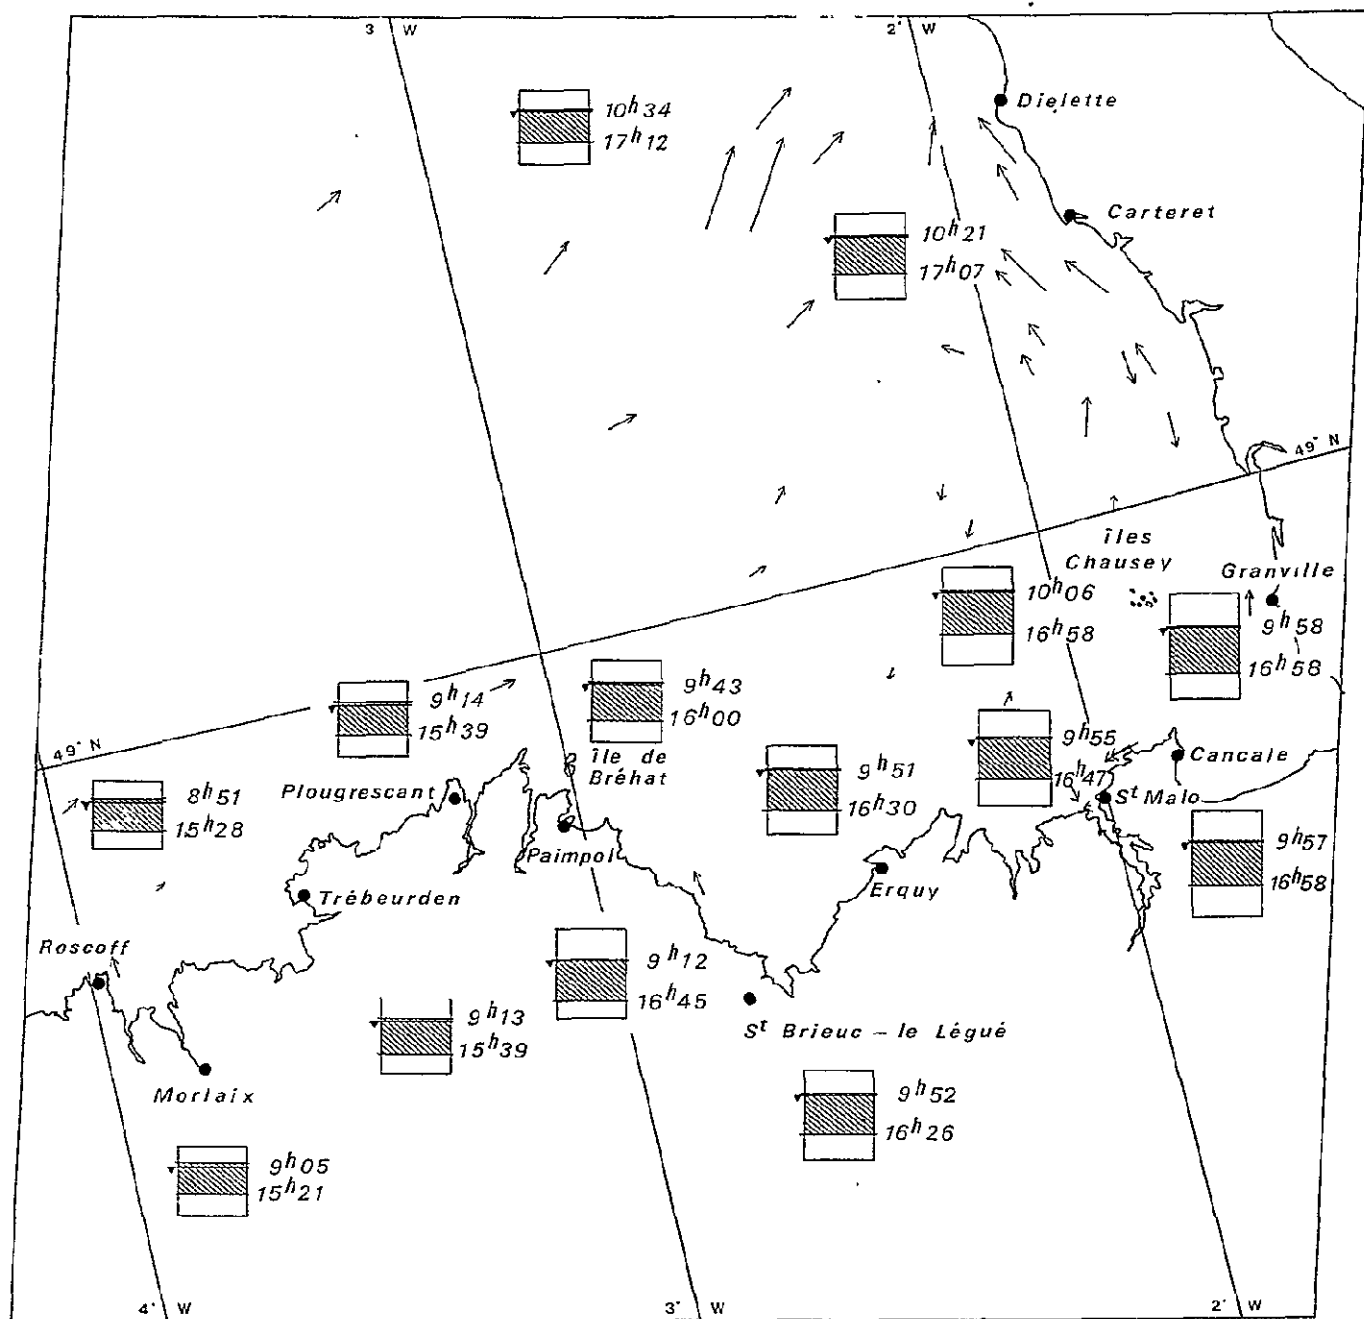 3° W
2° W
10h34
17h12
Dielette
Carteret
10h21
17h07
49° N
îles
Chausey
Granville
10h06
16h58
9h58
16h58
9h14
15h39
9h43
16h00
49° N
île de
Bréhat
9h51
16h30
9h55
16h47
Cancale
St Malo
8h51
15h28
Plougrescant
Paimpol
9h57
16h58
Trébeurden
Erquy
Roscoff
9h12
16h45
9h13
15h39
St Brieuc - le Légué
Morlaix
9h52
16h26
9h05
15h21
4° W
3° W
2° W